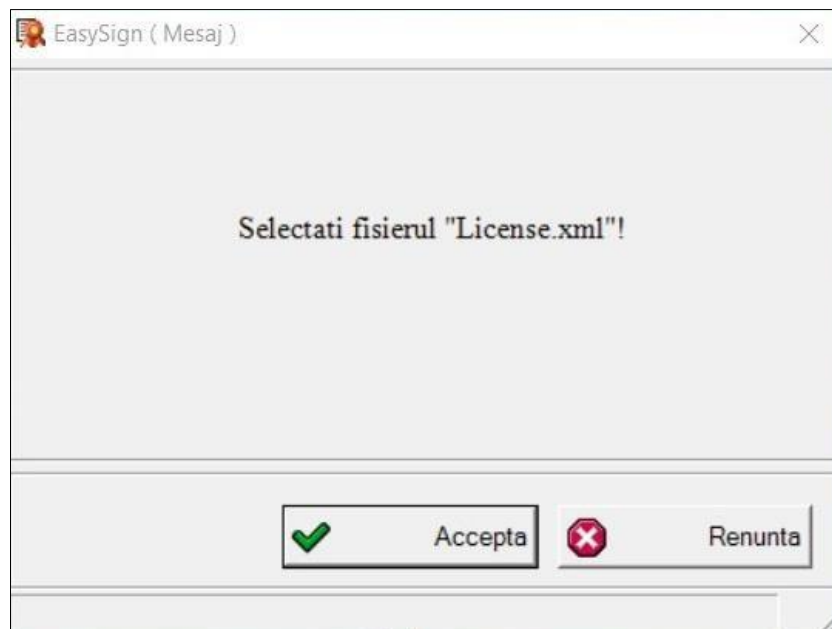 EasySign ( Mesaj )
Selectati fisierul "License.xml"!
Accepta
Renunta